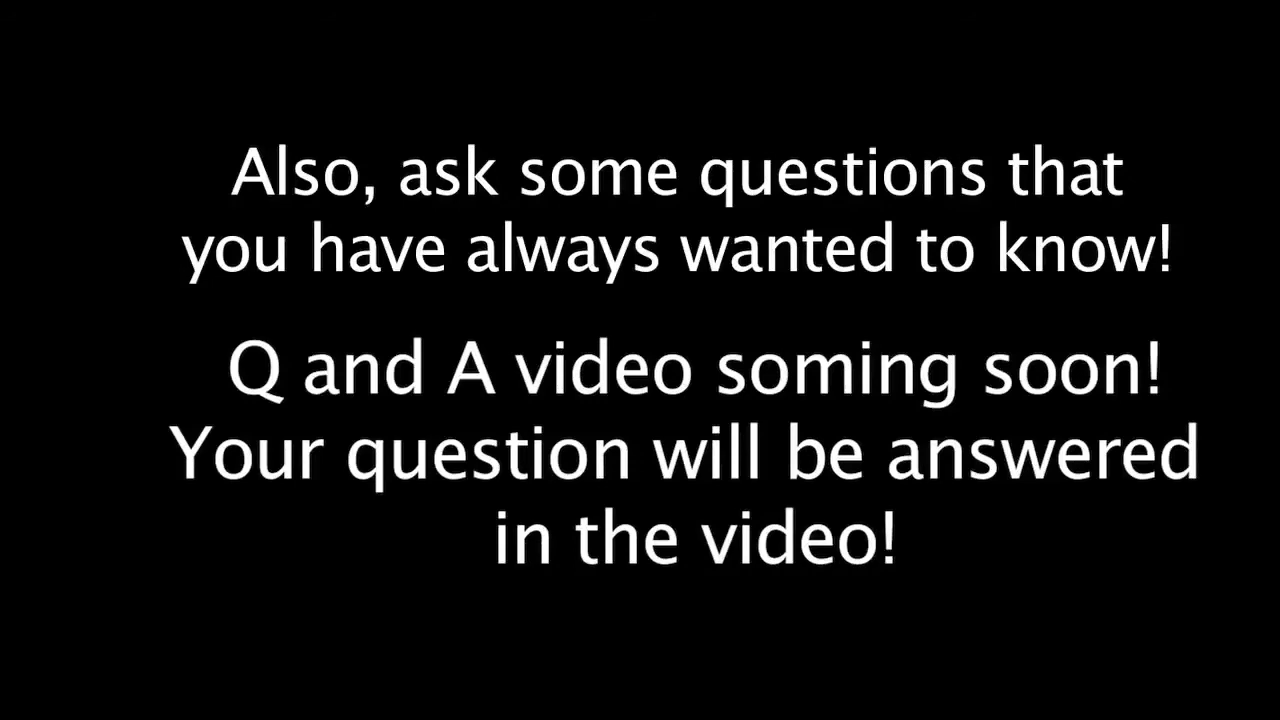 Also, ask some questions that
you have always wanted to know!
Q and A video soming soon!
Your question will be answered
in the video!